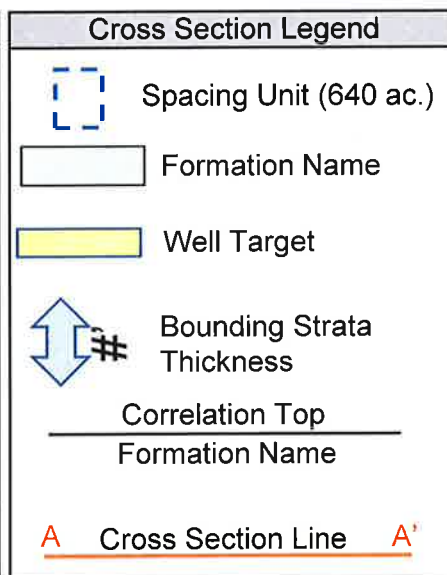 Cross Section Legend
Spacing Unit (640 ac.)
Formation Name
Well Target
#
Bounding Strata
Thickness
Correlation Top
Formation Name
A Cross Section Line A'